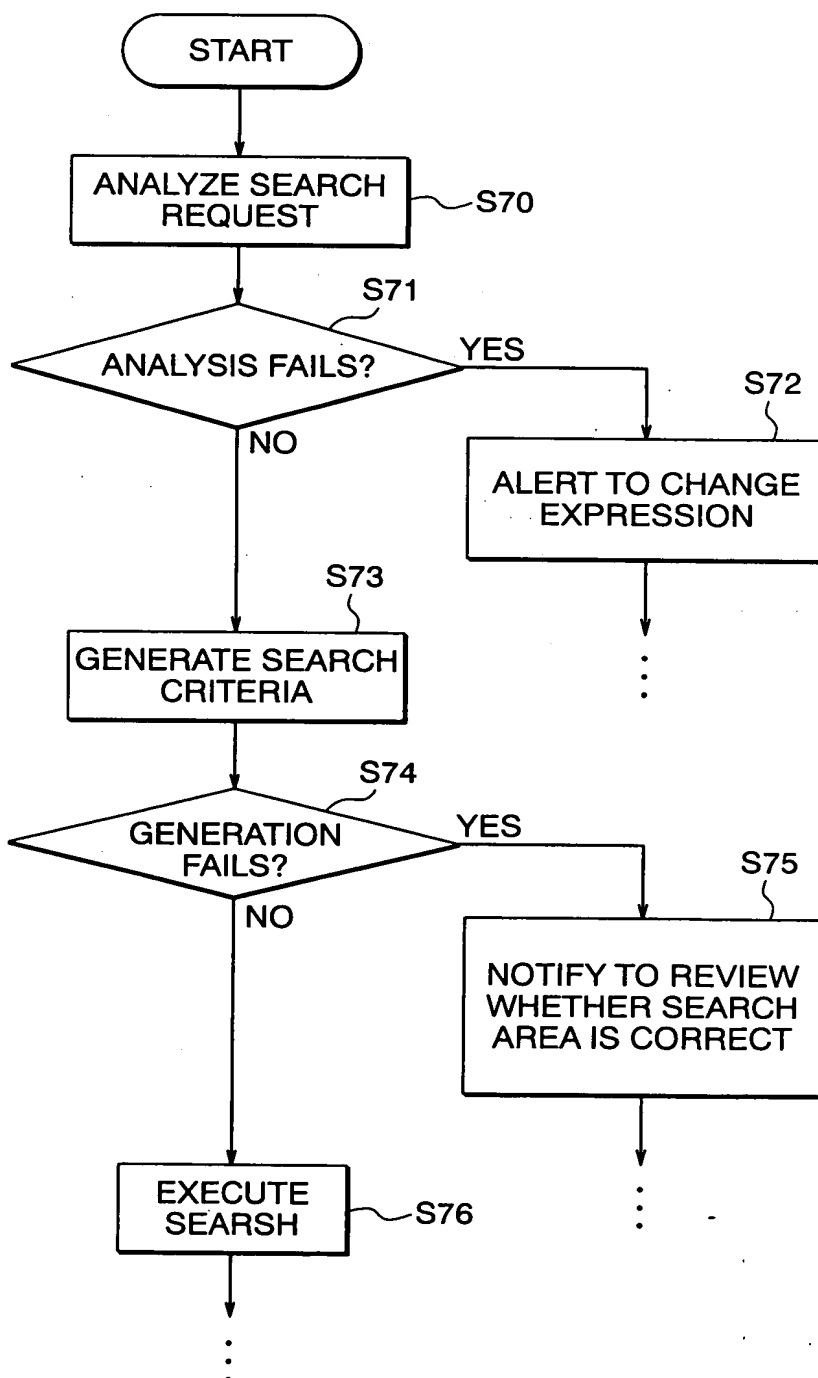 START
ANALYZE SEARCH
REQUEST
S70
S71
ANALYSIS FAILS?
YES
NO
S72
ALERT TO CHANGE
EXPRESSION
S73
GENERATE SEARCH
CRITERIA
S74
GENERATION
FAILS?
YES
NO
S75
NOTIFY TO REVIEW
WHETHER SEARCH
AREA IS CORRECT
EXECUTE
SEARSH
S76